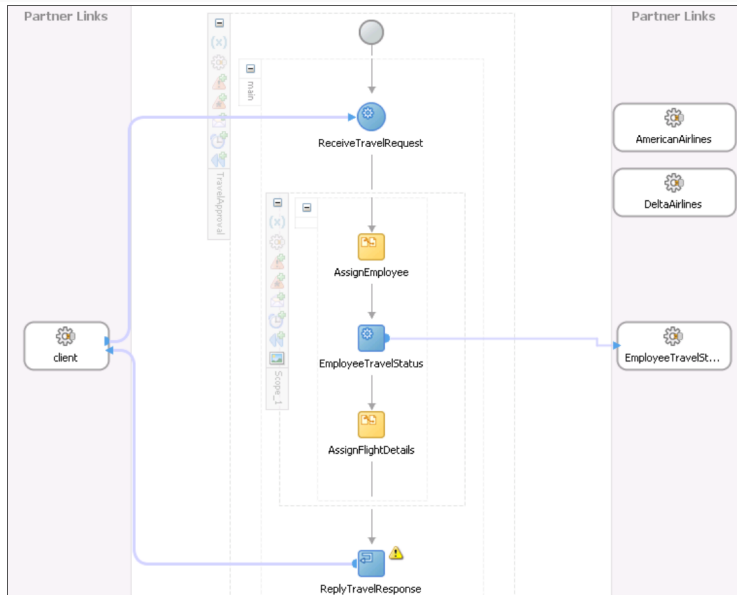 Partner Links
Partner Links
(x)
main
ReceiveTravelRequest
AmericanAirlines
TravelApproval
DeltaAirlines
(x)
AssignEmployee
client
EmployeeTravelStatus
EmployeeTravelSt...
Scope_1
AssignFlightDetails
ReplyTravelResponse